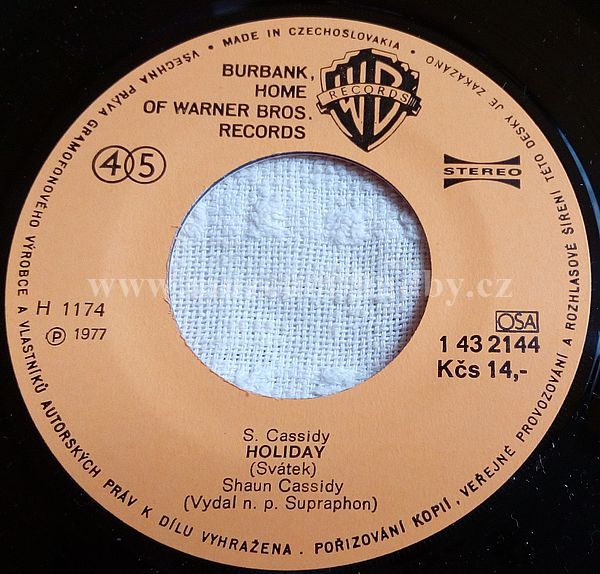 VŠECHNA PRÁVA GRAMOFONOVÉHO VÝROBCE A VLASTNÍKŮ AUTORSKÝCH PRÁV K DÍLU VYHRAŽENA . POŘIZOVÁNÍ KOPIÍ, VEŘEJNÉ PROVOZOVÁNÍ A ROZHLASOVÉ ŠÍŘENÍ TÉTO DESKY JE ZAKÁZÁNO
• MADE IN CZECHOSLOVAKIA •
BURBANK,
HOME
OF WARNER BROS.
RECORDS
WB
RECORDS
45
STEREO
H 1174
Ⓟ 1977
OSA
1 43 2144
Kčs 14,-
S. Cassidy
HOLIDAY
(Svátek)
Shaun Cassidy
(Vydal n. p. Supraphon)